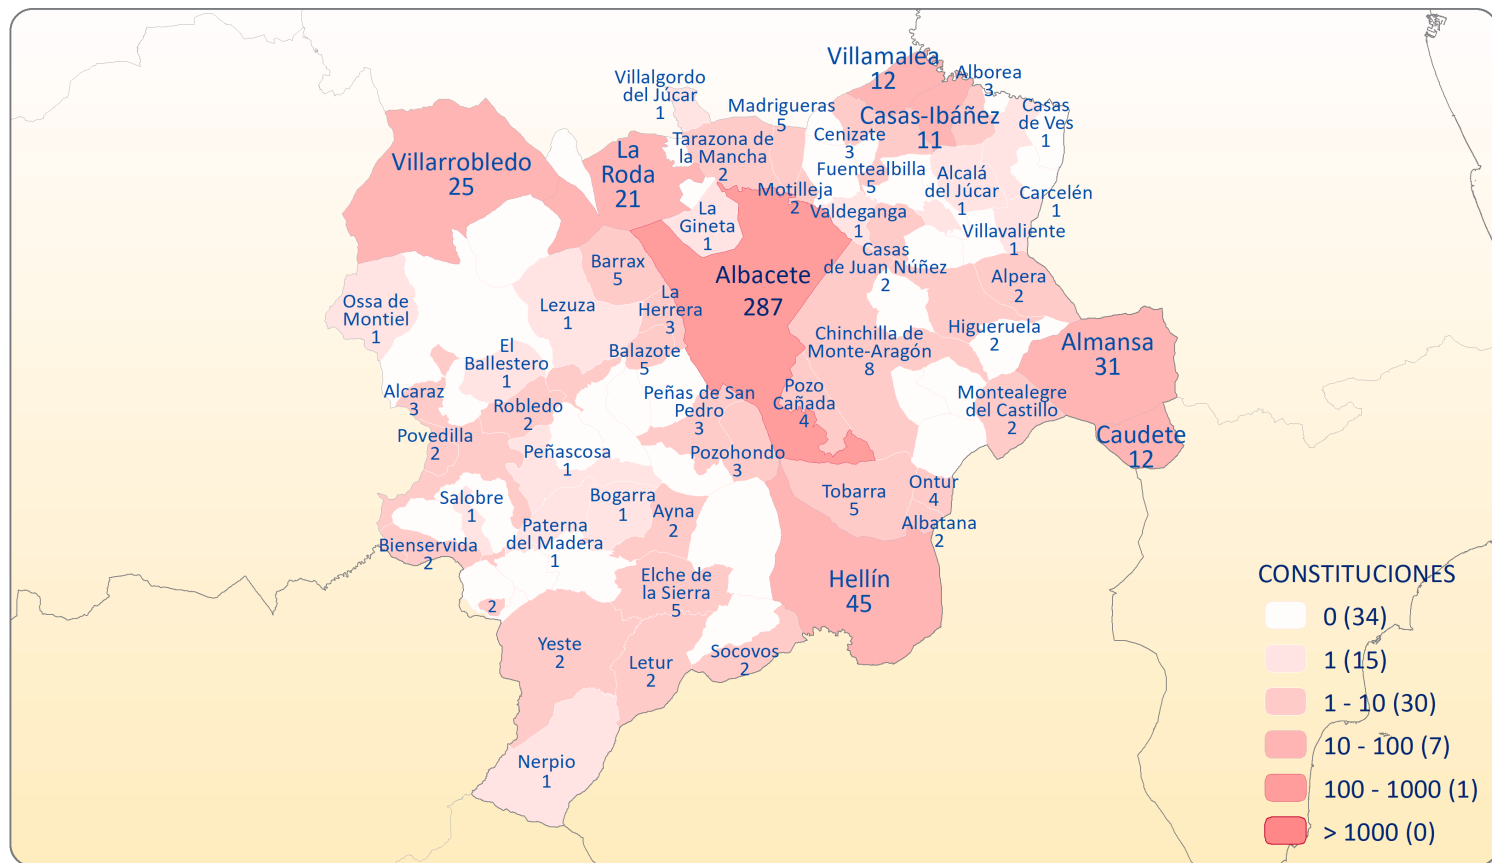 Villamalea
12
Alborea
3
Villalgordo
del Júcar
1
Madrigueras
5
Casas
de Ves
1
Casas-Ibáñez
11
Cenizate
3
Tarazona de
la Mancha
2
La
Roda
21
Villarrobledo
25
Fuentealbilla
5
Alcalá
del Júcar
1
Motilleja
2
Carcelén
1
La
Gineta
1
Valdeganga
1
Villavaliente
1
Casas
de Juan Núñez
2
Barrax
5
Albacete
287
Alpera
2
Ossa de
Montiel
1
Lezuza
1
La
Herrera
3
Higueruela
2
Chinchilla de
Monte-Aragón
8
Almansa
31
El
Ballestero
1
Balazote
5
Alcaraz
3
Robledo
2
Peñas de San
Pedro
3
Pozo
Cañada
4
Montealegre
del Castillo
2
Povedilla
2
Caudete
12
Peñascosa
1
Pozohondo
3
Salobre
1
Bogarra
1
Ayna
2
Tobarra
5
Ontur
4
Paterna
del Madera
1
Albatana
2
Bienservida
2
Elche de
la Sierra
5
Hellín
45
2
Yeste
2
Letur
2
Socovos
2
Nerpio
1
CONSTITUCIONES
0 (34)
1 (15)
1 - 10 (30)
10 - 100 (7)
100 - 1000 (1)
> 1000 (0)